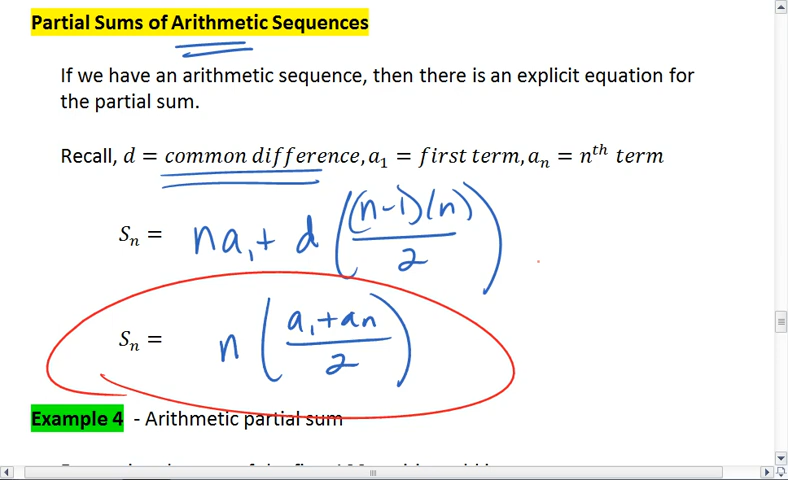 Partial Sums of Arithmetic Sequences
If we have an arithmetic sequence, then there is an explicit equation for
the partial sum.
Recall, d = common difference, a₁ = first term, aₙ = nᵗʰ term
Sₙ = na₁ + d ((n-1)(n)/2)
Sₙ = n (a₁+an/2)
Example 4 - Arithmetic partial sum